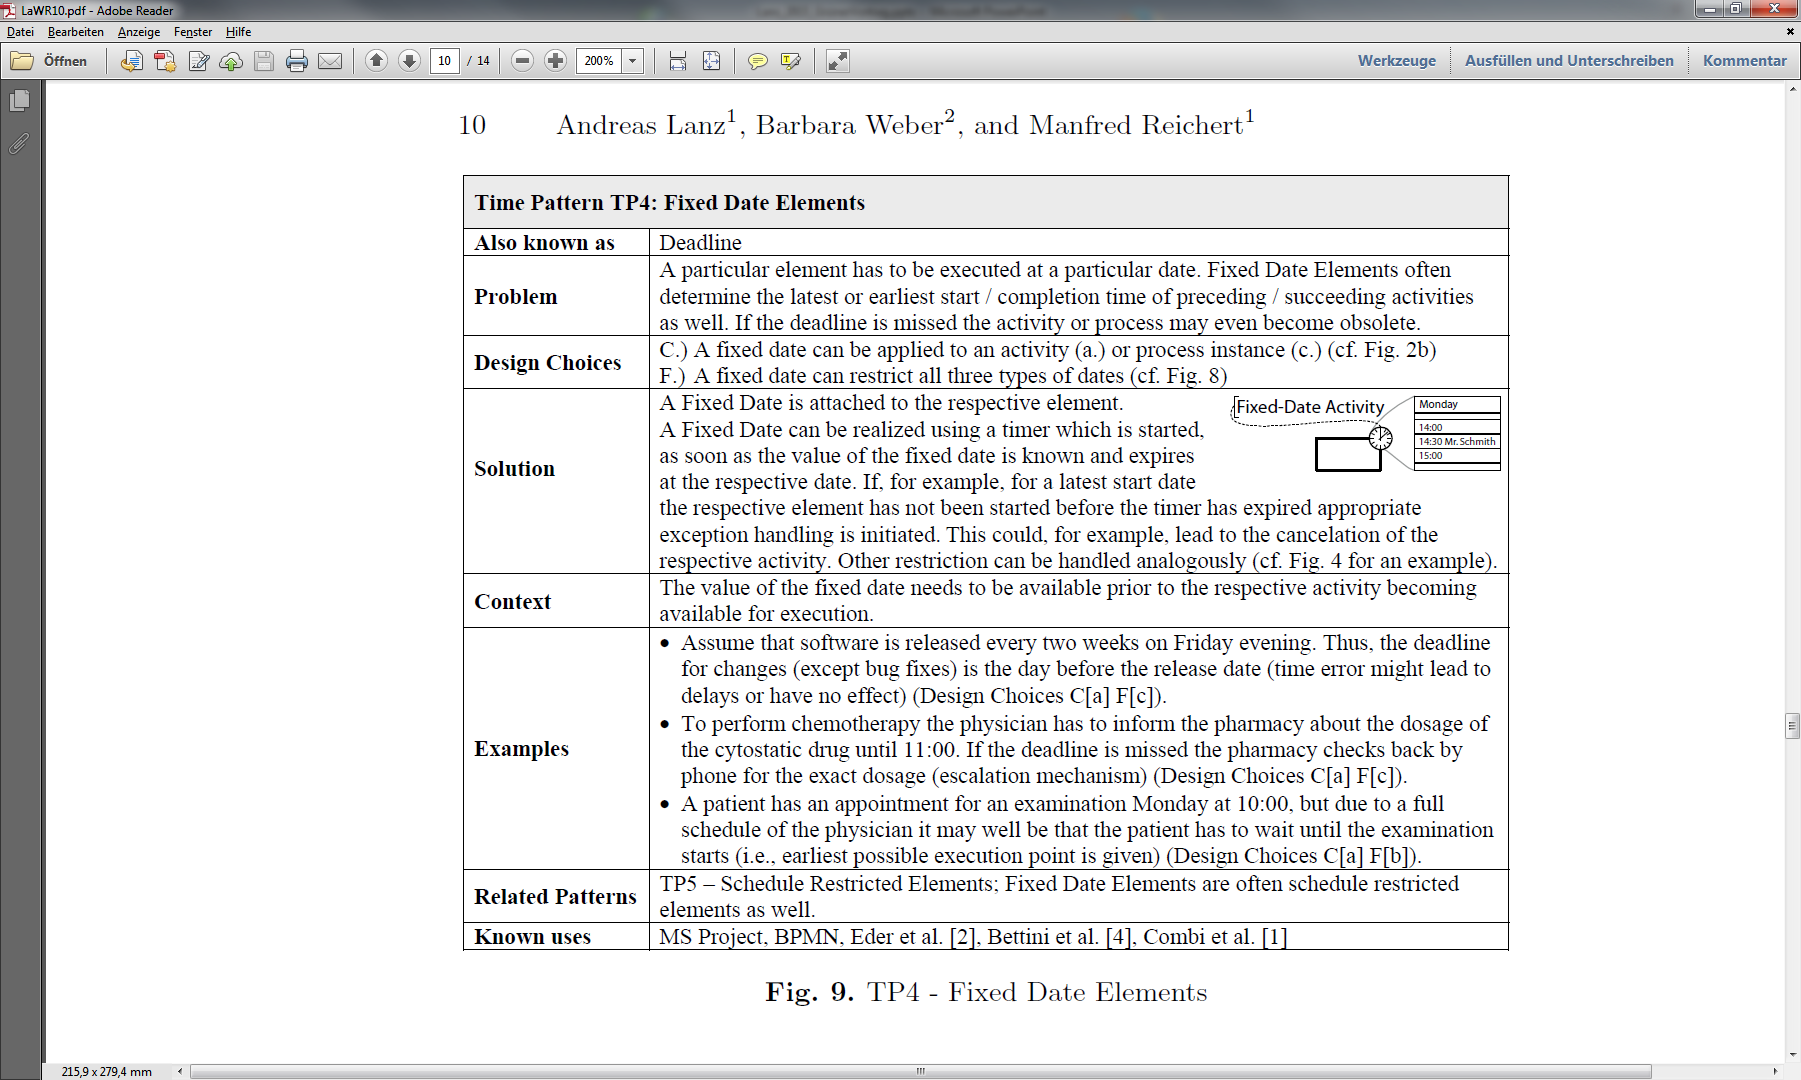 LaWR10.pdf - Adobe Reader
Datei Bearbeiten Anzeige Fenster Hilfe
Öffnen 10 / 14 200% Werkzeuge Ausfüllen und Unterschreiben Kommentar
10 Andreas Lanz1, Barbara Weber2, and Manfred Reichert1
Time Pattern TP4: Fixed Date Elements
Also known as Deadline
Problem
A particular element has to be executed at a particular date. Fixed Date Elements often
determine the latest or earliest start / completion time of preceding / succeeding activities
as well. If the deadline is missed the activity or process may even become obsolete.
Design Choices
C.) A fixed date can be applied to an activity (a.) or process instance (c.) (cf. Fig. 2b)
F.) A fixed date can restrict all three types of dates (cf. Fig. 8)
Solution
A Fixed Date is attached to the respective element.
A Fixed Date can be realized using a timer which is started,
as soon as the value of the fixed date is known and expires
at the respective date. If, for example, for a latest start date
the respective element has not been started before the timer has expired appropriate
exception handling is initiated. This could, for example, lead to the cancelation of the
respective activity. Other restriction can be handled analogously (cf. Fig. 4 for an example).
Fixed-Date Activity
Monday
14:00
14:30 Mr. Schmith
15:00
Context
The value of the fixed date needs to be available prior to the respective activity becoming
available for execution.
Examples
• Assume that software is released every two weeks on Friday evening. Thus, the deadline
for changes (except bug fixes) is the day before the release date (time error might lead to
delays or have no effect) (Design Choices C[a] F[c]).
• To perform chemotherapy the physician has to inform the pharmacy about the dosage of
the cytostatic drug until 11:00. If the deadline is missed the pharmacy checks back by
phone for the exact dosage (escalation mechanism) (Design Choices C[a] F[c]).
• A patient has an appointment for an examination Monday at 10:00, but due to a full
schedule of the physician it may well be that the patient has to wait until the examination
starts (i.e., earliest possible execution point is given) (Design Choices C[a] F[b]).
Related Patterns
TP5 – Schedule Restricted Elements; Fixed Date Elements are often schedule restricted
elements as well.
Known uses MS Project, BPMN, Eder et al. [2], Bettini et al. [4], Combi et al. [1]
Fig. 9. TP4 - Fixed Date Elements
215,9 x 279,4 mm